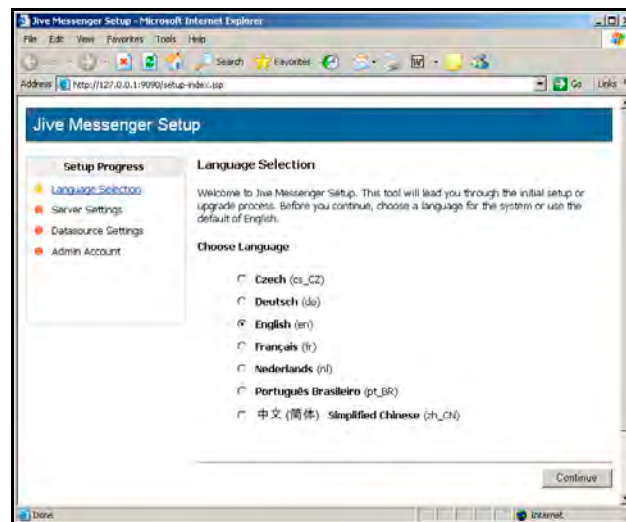 Jive Messenger Setup - Microsoft Internet Explorer
File Edit View Favorites Tools Help
Search Favorites
Address http://127.0.0.1:9090/setup-index.jsp Go Links
Jive Messenger Setup
Setup Progress
Language Selection
Server Settings
Datasource Settings
Admin Account
Language Selection
Welcome to Jive Messenger Setup. This tool will lead you through the initial setup or
upgrade process. Before you continue, choose a language for the system or use the
default of English.
Choose Language
Czech (cs_CZ)
Deutsch (de)
English (en)
Français (fr)
Nederlands (nl)
Português Brasileiro (pt_BR)
中文 (简体) Simplified Chinese (zh_CN)
Continue
Done Internet